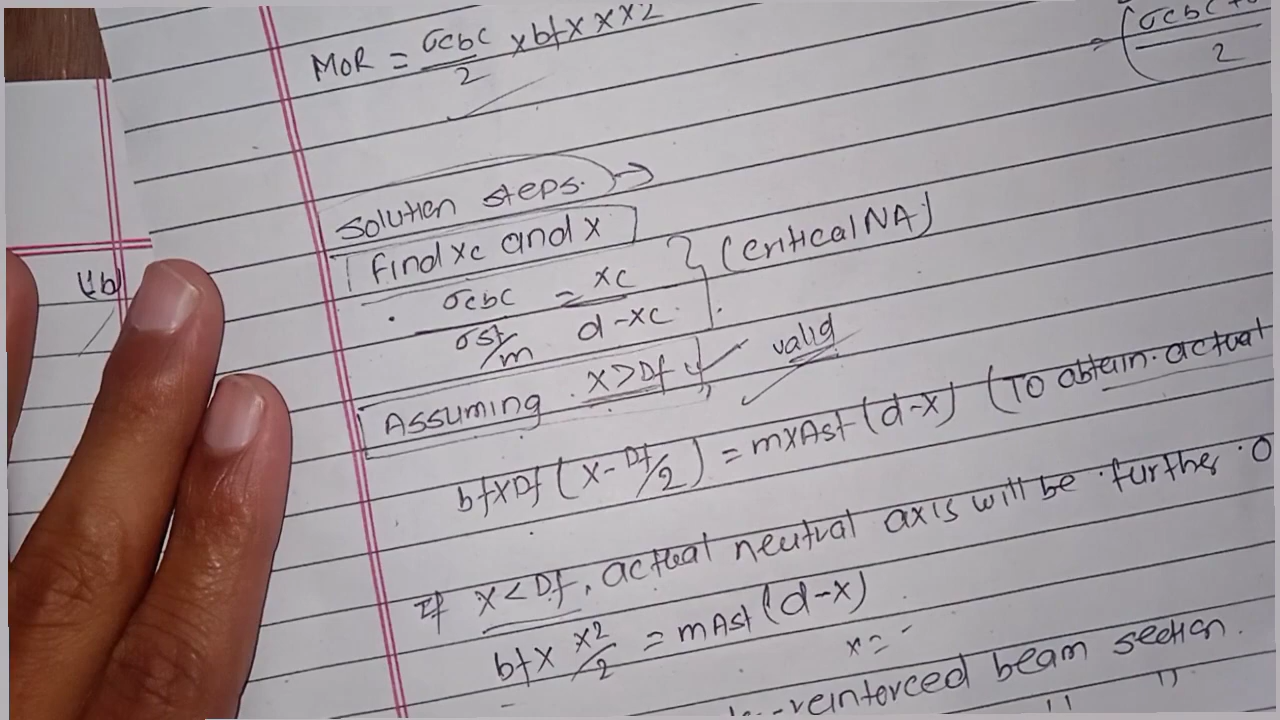 MOR = σcbc/2 × bf × x × 2
= (σcbc + 
2
(1b)
Solution steps. →
Find xc and x
σcbc / σst/m = xc / d-xc } (critical NA)
Assuming x>Df valid
bf×Df (x - Df/2) = m×Ast (d-x) (To obtain actual
If x<Df, actual neutral axis will be further
bf× x2/2 = mAst (d-x)
x =
-reinforced beam section.